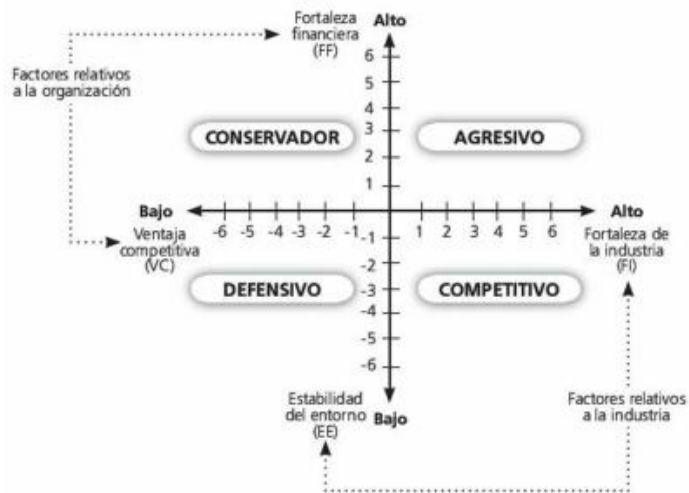 Fortaleza
financiera
(FF)
Alto
Factores relativos
a la organización
6
5
4
3
2
1
CONSERVADOR
AGRESIVO
Bajo
-6 -5 -4 -3 -2 -1
1 2 3 4 5 6
Alto
Ventaja
competitiva
(VC)
Fortaleza de
la industria
(FI)
-1
-2
-3
-4
-5
-6
DEFENSIVO
COMPETITIVO
Estabilidad
del entorno
(EE)
Bajo
Factores relativos
a la industria